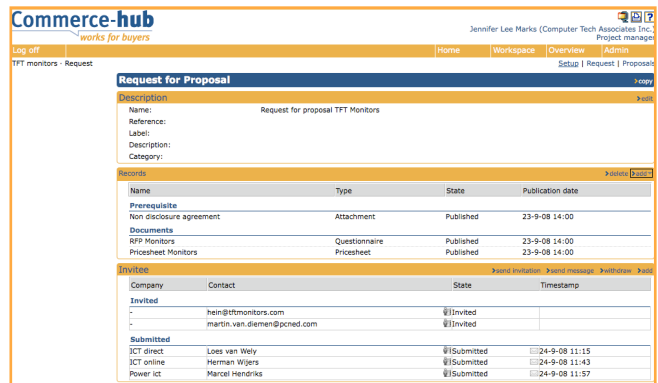 Commerce-hub
works for buyers
Jennifer Lee Marks (Computer Tech Associates Inc.)
Project manager
Log off Home Workspace Overview Admin
TFT monitors - Request Setup | Request | Proposals
Request for Proposal copy
Description edit
Name: Request for proposal TFT Monitors
Reference:
Label:
Description:
Category:
Records delete add
Name Type State Publication date
Prerequisite
Non disclosure agreement Attachment Published 23-9-08 14:00
Documents
RFP Monitors Questionnaire Published 23-9-08 14:00
Pricesheet Monitors Pricesheet Published 23-9-08 14:00
Invitee send invitation send message withdraw add
Company Contact State Timestamp
Invited
- hein@tftmonitors.com Invited
- martin.van.diemen@pcned.com Invited
Submitted
ICT direct Loes van Wely Submitted 24-9-08 11:15
ICT online Herman Wijers Submitted 24-9-08 11:43
Power ict Marcel Hendriks Submitted 24-9-08 11:57